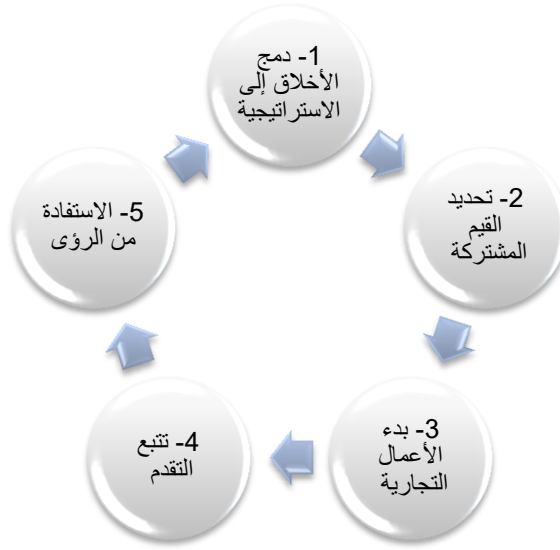 1- دمج
الأخلاق إلى
الاستراتيجية
2- تحديد
القيم
المشتركة
3- بدء
الأعمال
التجارية
4- تتبع
التقدم
5- الاستفادة
من الرؤى